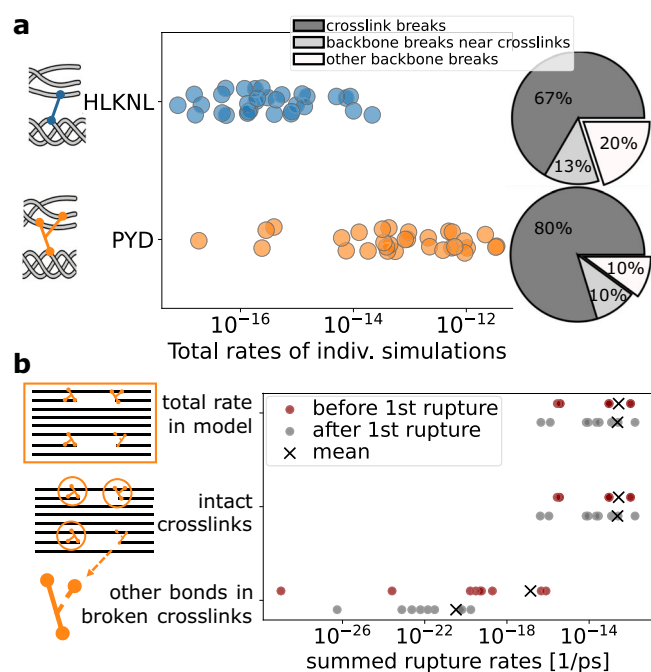 a
crosslink breaks
backbone breaks near crosslinks
other backbone breaks
HLKNL
67%
13%
20%
PYD
80%
10%
10%
10⁻¹⁶
10⁻¹⁴
10⁻¹²
Total rates of indiv. simulations
b
total rate
in model
before 1st rupture
after 1st rupture
mean
intact
crosslinks
other bonds in
broken crosslinks
10⁻²⁶
10⁻²²
10⁻¹⁸
10⁻¹⁴
summed rupture rates [1/ps]